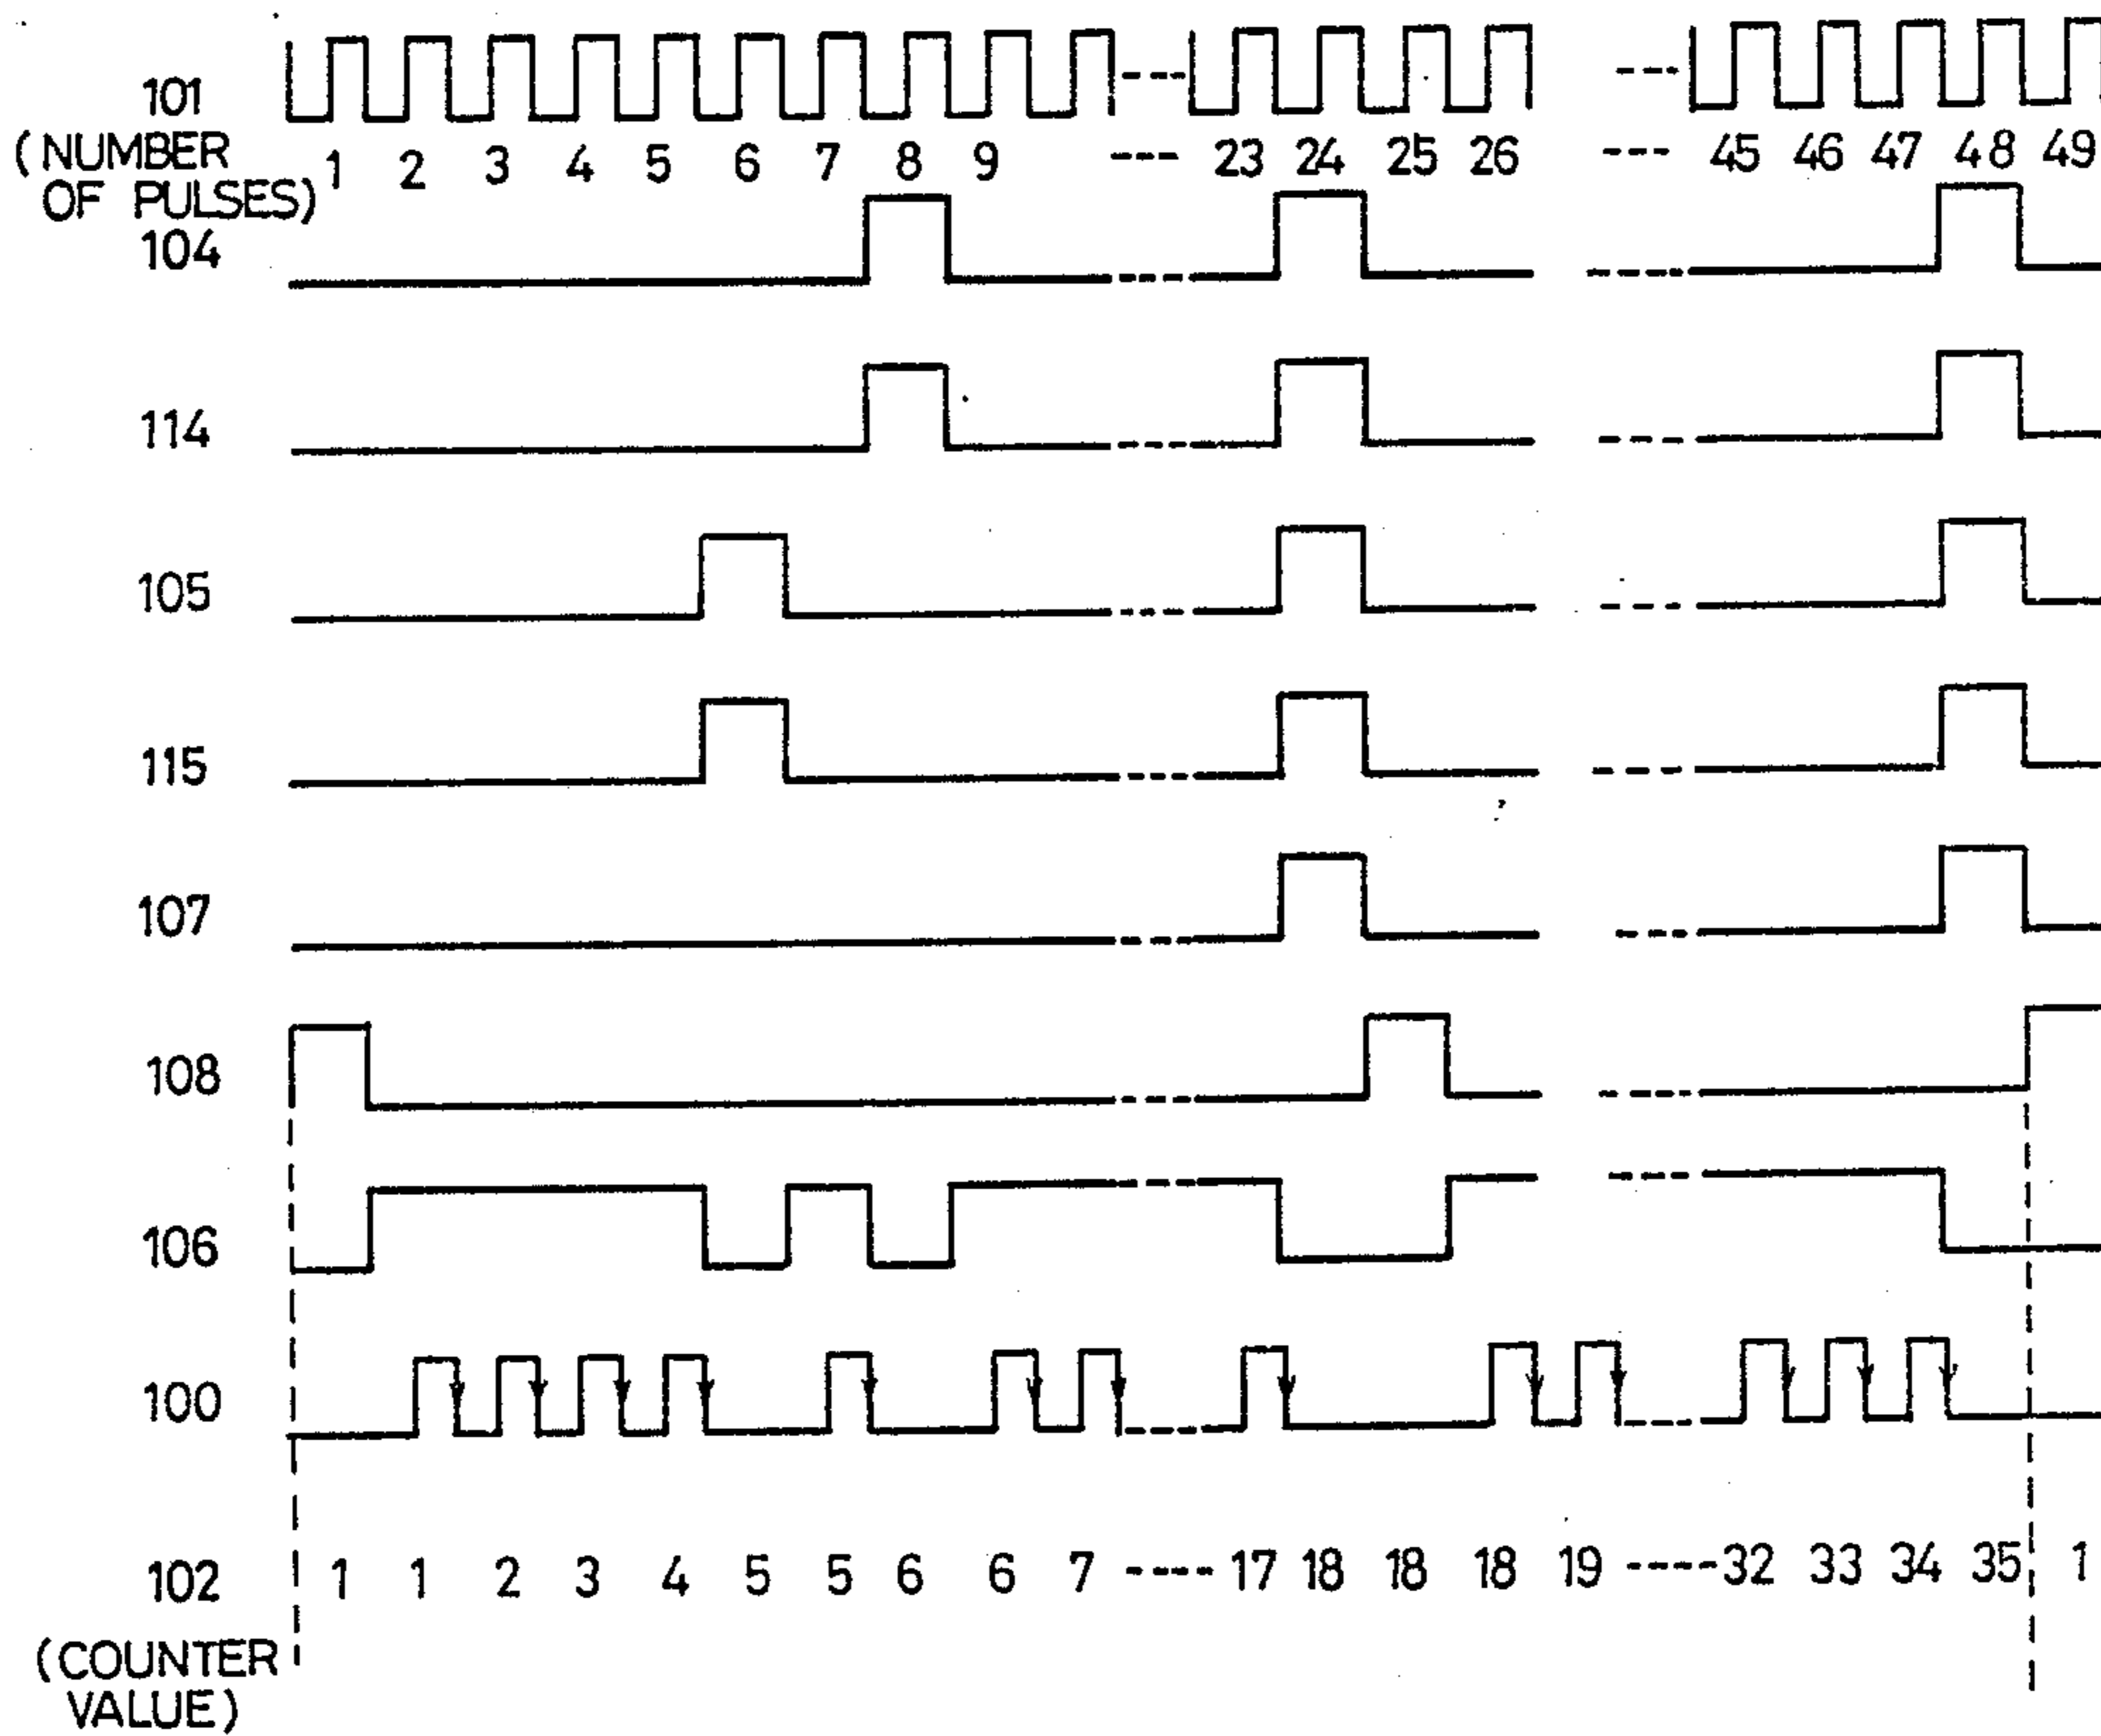 101
(NUMBER
OF PULSES)
1 2 3 4 5 6 7 8 9 ---- 23 24 25 26 --- 45 46 47 48 49
104
114
105
115
107
108
106
100
102
1 1 2 3 4 5 5 6 6 7 ---- 17 18 18 18 19 ---- 32 33 34 35 1
(COUNTER
VALUE)